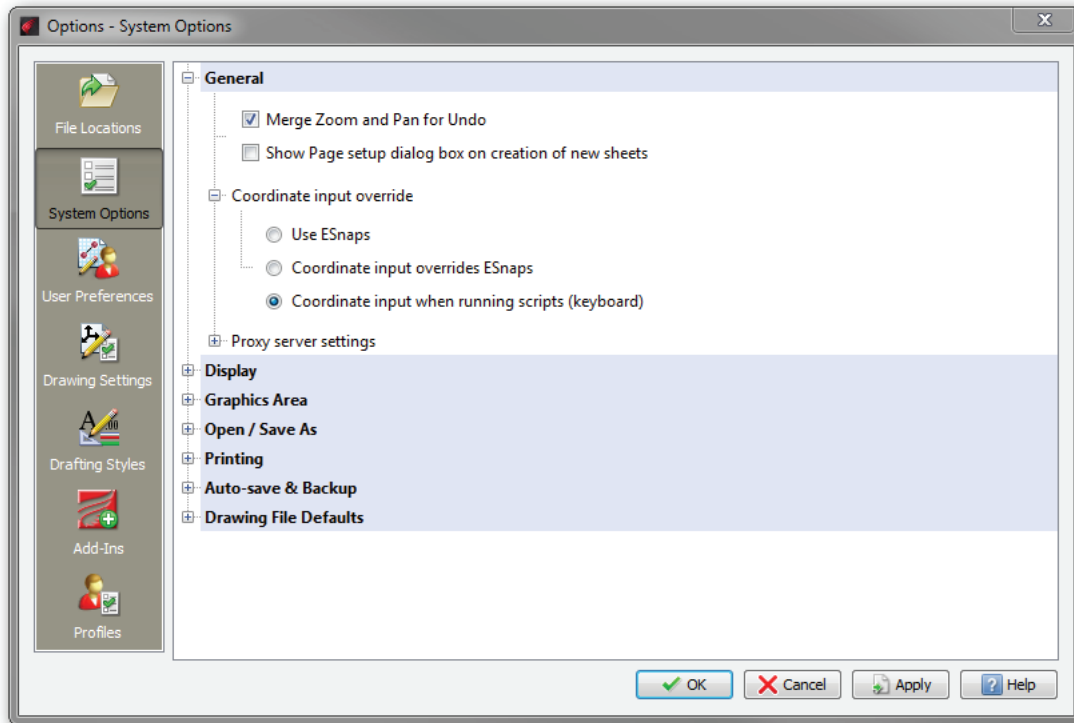 Options - System Options
File Locations
System Options
User Preferences
Drawing Settings
Drafting Styles
Add-Ins
Profiles
General
Merge Zoom and Pan for Undo
Show Page setup dialog box on creation of new sheets
Coordinate input override
Use ESnaps
Coordinate input overrides ESnaps
Coordinate input when running scripts (keyboard)
Proxy server settings
Display
Graphics Area
Open / Save As
Printing
Auto-save & Backup
Drawing File Defaults
OK
Cancel
Apply
Help